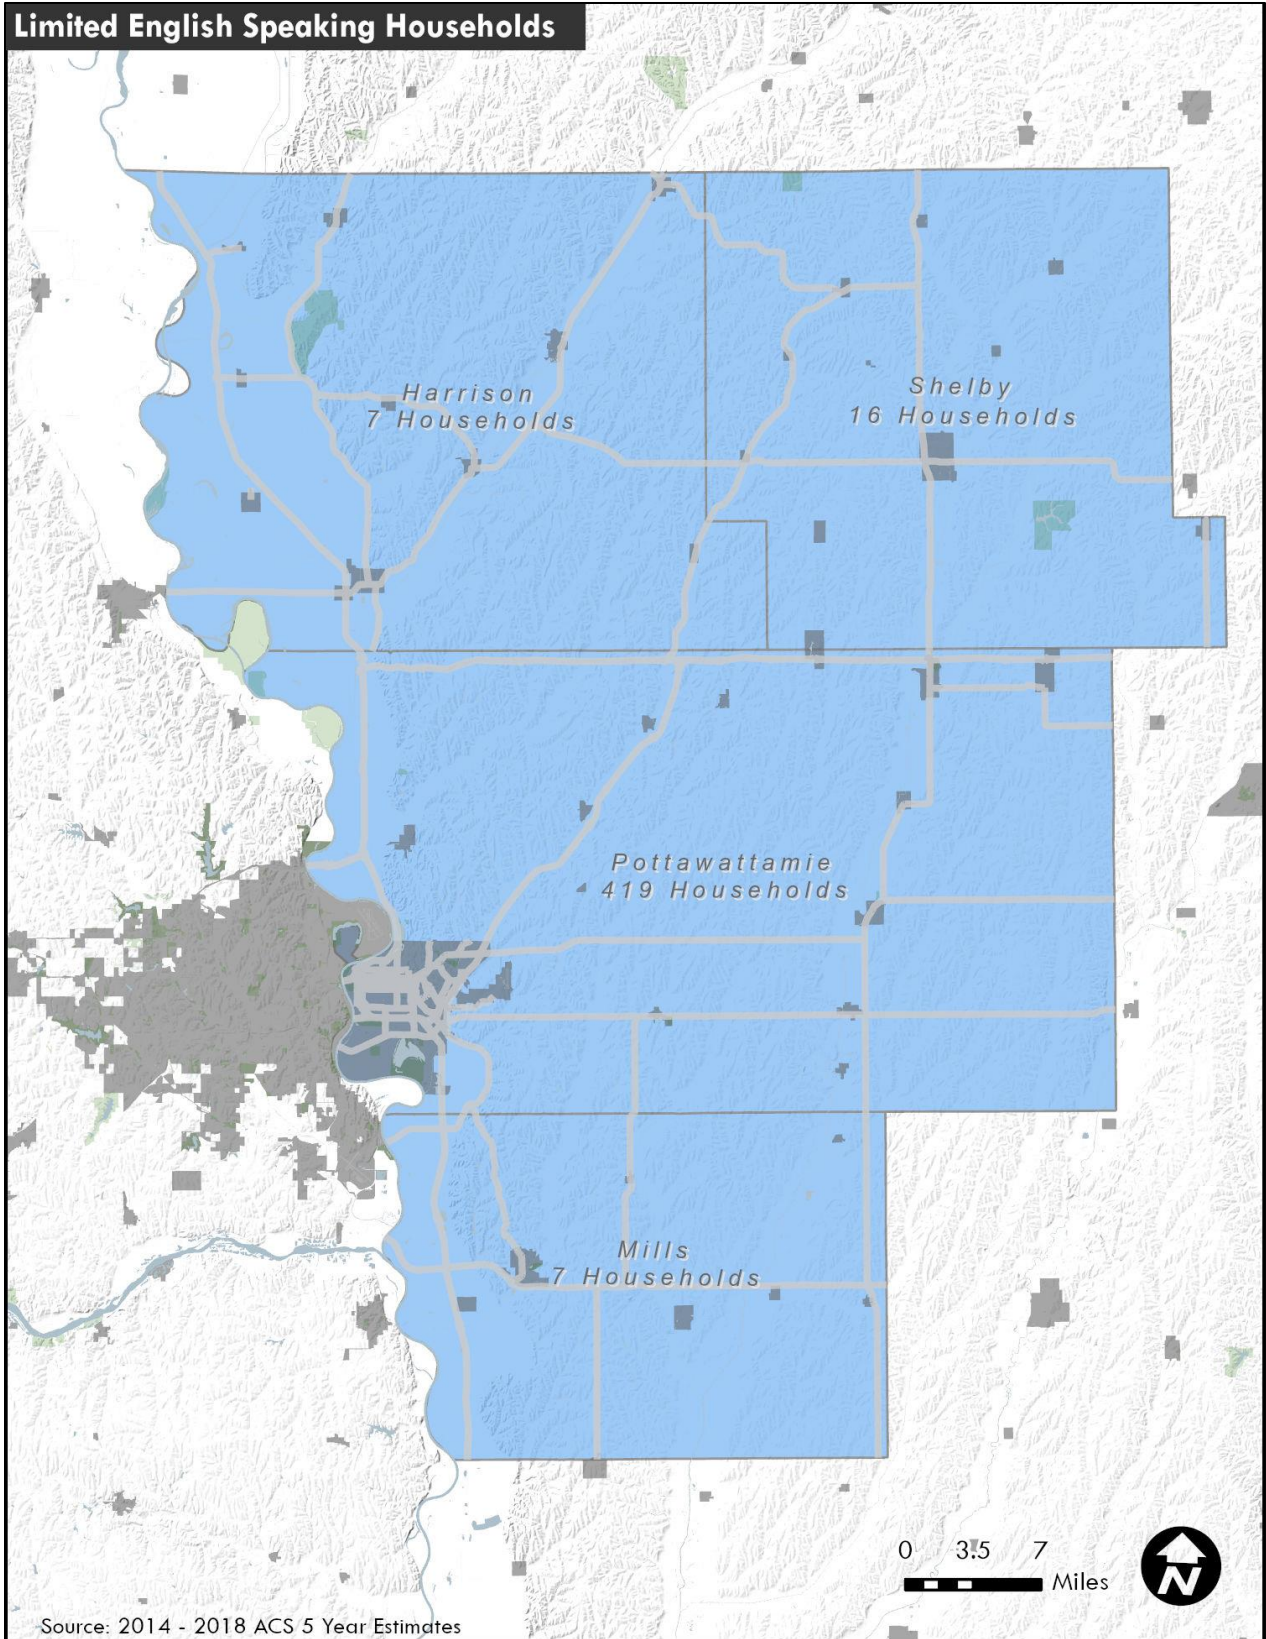 Limited English Speaking Households
Harrison
7 Households
Shelby
16 Households
Pottawattamie
419 Households
Mills
7 Households
0 3.5 7
Miles
N
Source: 2014 - 2018 ACS 5 Year Estimates